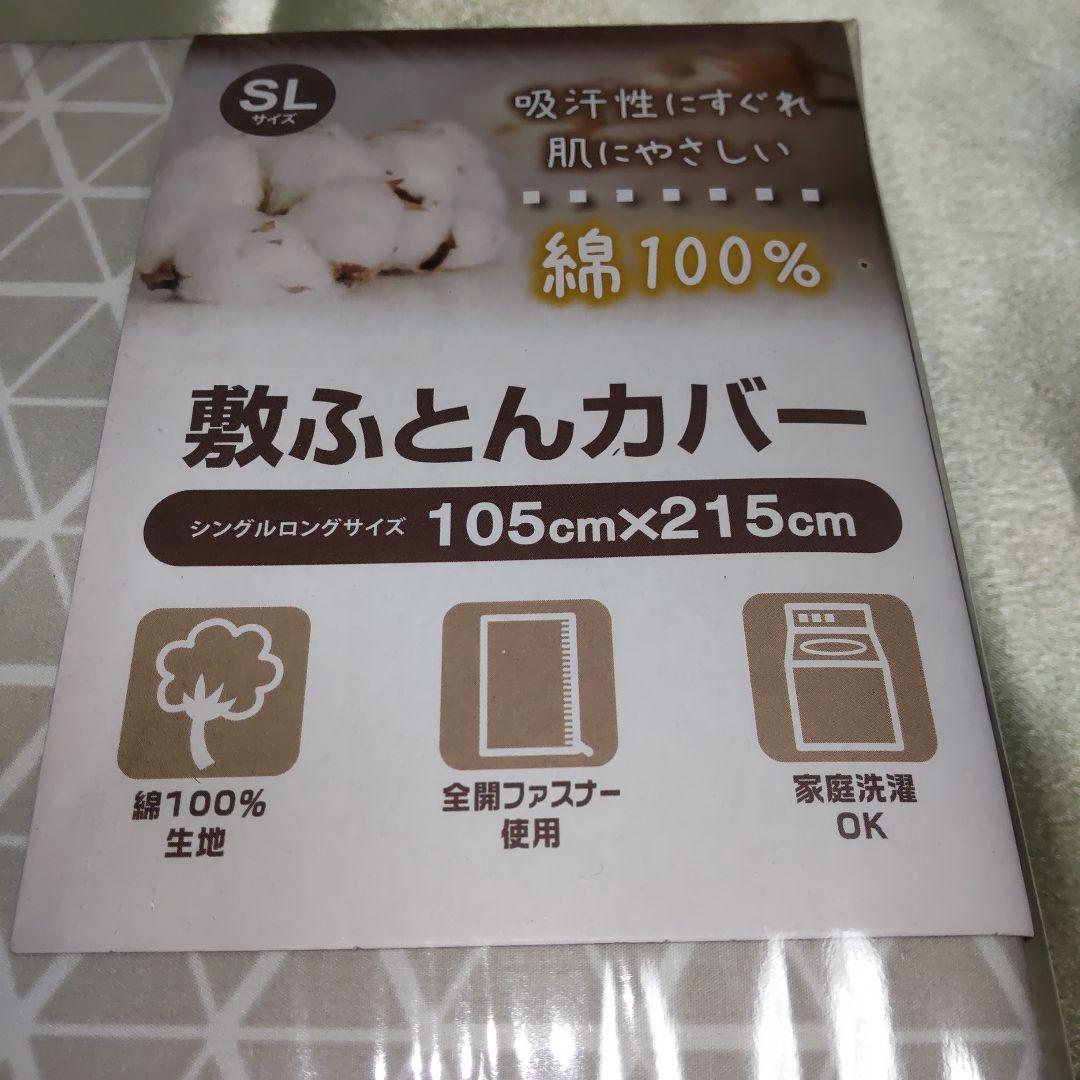 SL
サイズ
吸汗性にすぐれ
肌にやさしい
綿100%
敷ふとんカバー
シングルロングサイズ 105cm×215cm
綿100%
生地
全開ファスナー
使用
家庭洗濯
OK